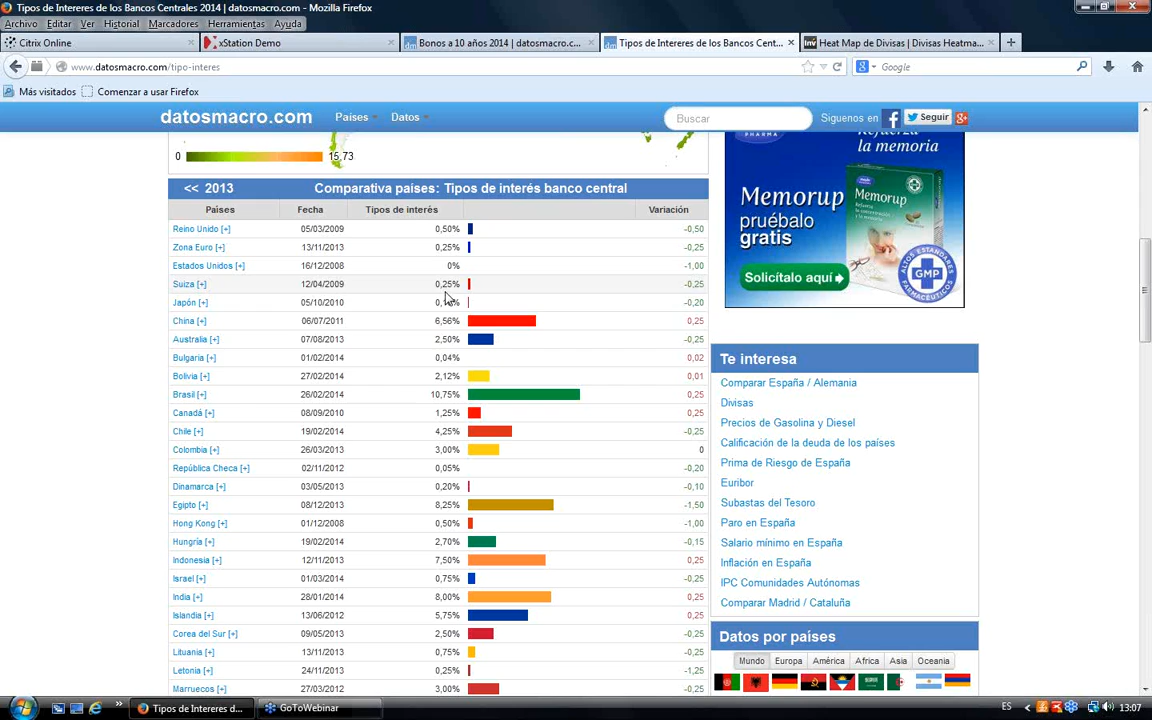 Tipos de Intereres de los Bancos Centrales 2014 | datosmacro.com - Mozilla Firefox
Archivo Editar Ver Historial Marcadores Herramientas Ayuda
Citrix Online × xStation Demo × Bonos a 10 años 2014 | datosmacro.c... × Tipos de Intereres de los Bancos Cent... × Heat Map de Divisas | Divisas Heatma... × +
www.datosmacro.com/tipo-interes
Google
Más visitados Comenzar a usar Firefox
datosmacro.com Países Datos
Buscar
Siguenos en Seguir
0 15,73
<< 2013 Comparativa países: Tipos de interés banco central
Países Fecha Tipos de interés Variación
Reino Unido [+] 05/03/2009 0,50% -0,50
Zona Euro [+] 13/11/2013 0,25% -0,25
Estados Unidos [+] 16/12/2008 0% -1,00
Suiza [+] 12/04/2009 0,25% -0,25
Japón [+] 05/10/2010 -0,20
China [+] 06/07/2011 6,56% 0,25
Australia [+] 07/08/2013 2,50% -0,25
Bulgaria [+] 01/02/2014 0,04% 0,02
Bolivia [+] 27/02/2014 2,12% 0,01
Brasil [+] 26/02/2014 10,75% 0,25
Canadá [+] 08/09/2010 1,25% 0,25
Chile [+] 19/02/2014 4,25% -0,25
Colombia [+] 26/03/2013 3,00% 0
República Checa [+] 02/11/2012 0,05% -0,20
Dinamarca [+] 03/05/2013 0,20% -0,10
Egipto [+] 08/12/2013 8,25% -1,50
Hong Kong [+] 01/12/2008 0,50% -1,00
Hungría [+] 19/02/2014 2,70% -0,15
Indonesia [+] 12/11/2013 7,50% 0,25
Israel [+] 01/03/2014 0,75% -0,25
India [+] 28/01/2014 8,00% 0,25
Islandia [+] 13/06/2012 5,75% 0,25
Corea del Sur [+] 09/05/2013 2,50% -0,25
Lituania [+] 13/11/2013 0,75% -0,25
Letonia [+] 24/11/2013 0,25% -1,25
Marruecos [+] 27/03/2012 3,00% -0,25
PHARMA
Refuerza
la memoria
Memorup
pruébalo
gratis
Solicítalo aquí
Memorup
ALTOS ESTANDARES
GMP
FARMACEUTICOS
Te interesa
Comparar España / Alemania
Divisas
Precios de Gasolina y Diesel
Calificación de la deuda de los países
Prima de Riesgo de España
Euribor
Subastas del Tesoro
Paro en España
Salario mínimo en España
Inflación en España
IPC Comunidades Autónomas
Comparar Madrid / Cataluña
Datos por países
Mundo Europa América Africa Asia Oceania
Tipos de Intereres d... GoToWebinar ES 13:07